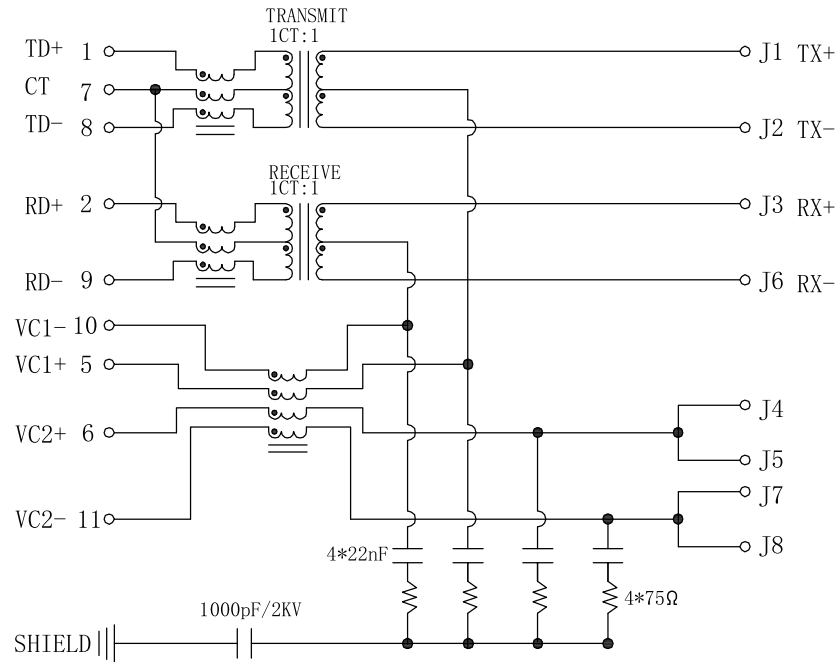 TRANSMIT
1CT:1
TD+ 1
J1 TX+
CT 7
TD- 8
J2 TX-
RECEIVE
1CT:1
RD+ 2
J3 RX+
RD- 9
J6 RX-
VC1- 10
VC1+ 5
J4
VC2+ 6
J5
J7
VC2- 11
J8
4*22nF
4*75Ω
1000pF/2KV
SHIELD